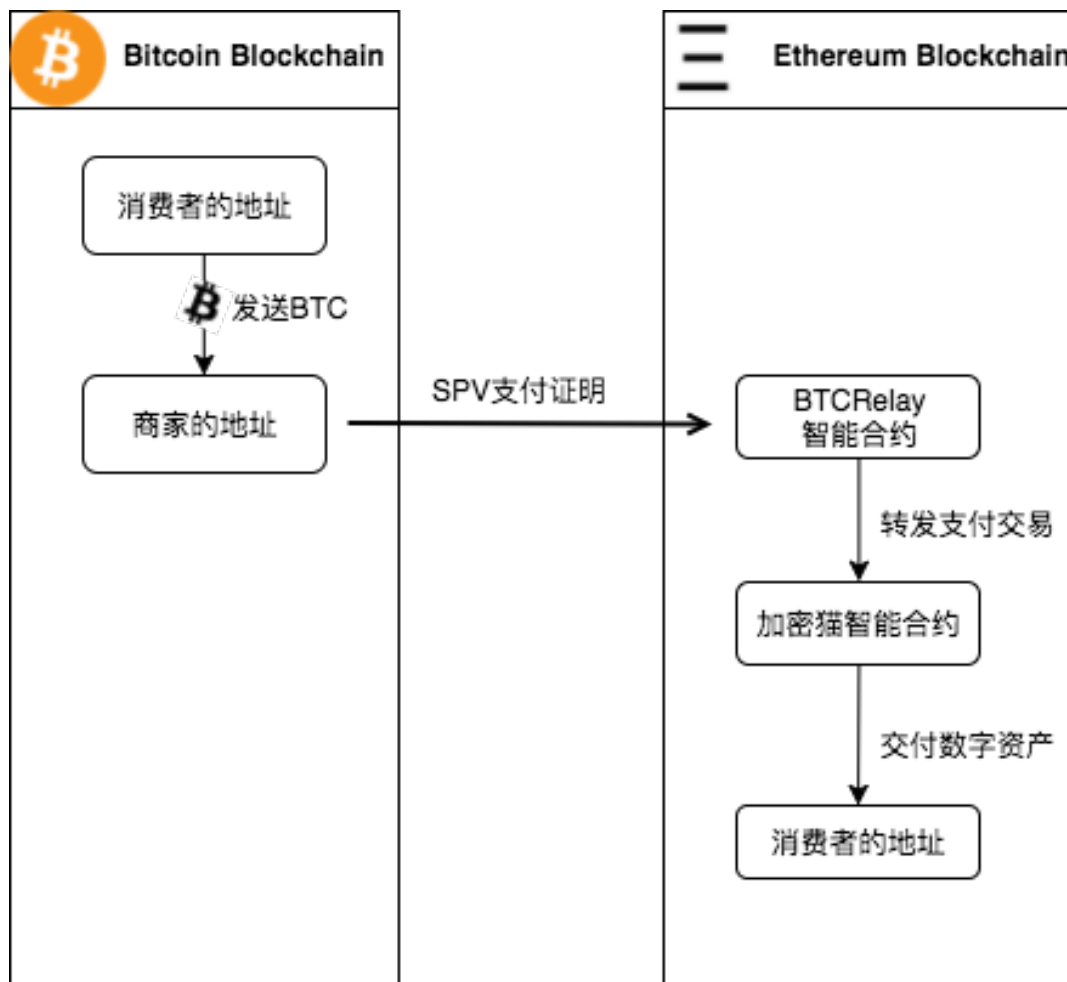 Bitcoin Blockchain
Ethereum Blockchain
消费者的地址
发送BTC
商家的地址
SPV支付证明
BTCRelay
智能合约
转发支付交易
加密猫智能合约
交付数字资产
消费者的地址